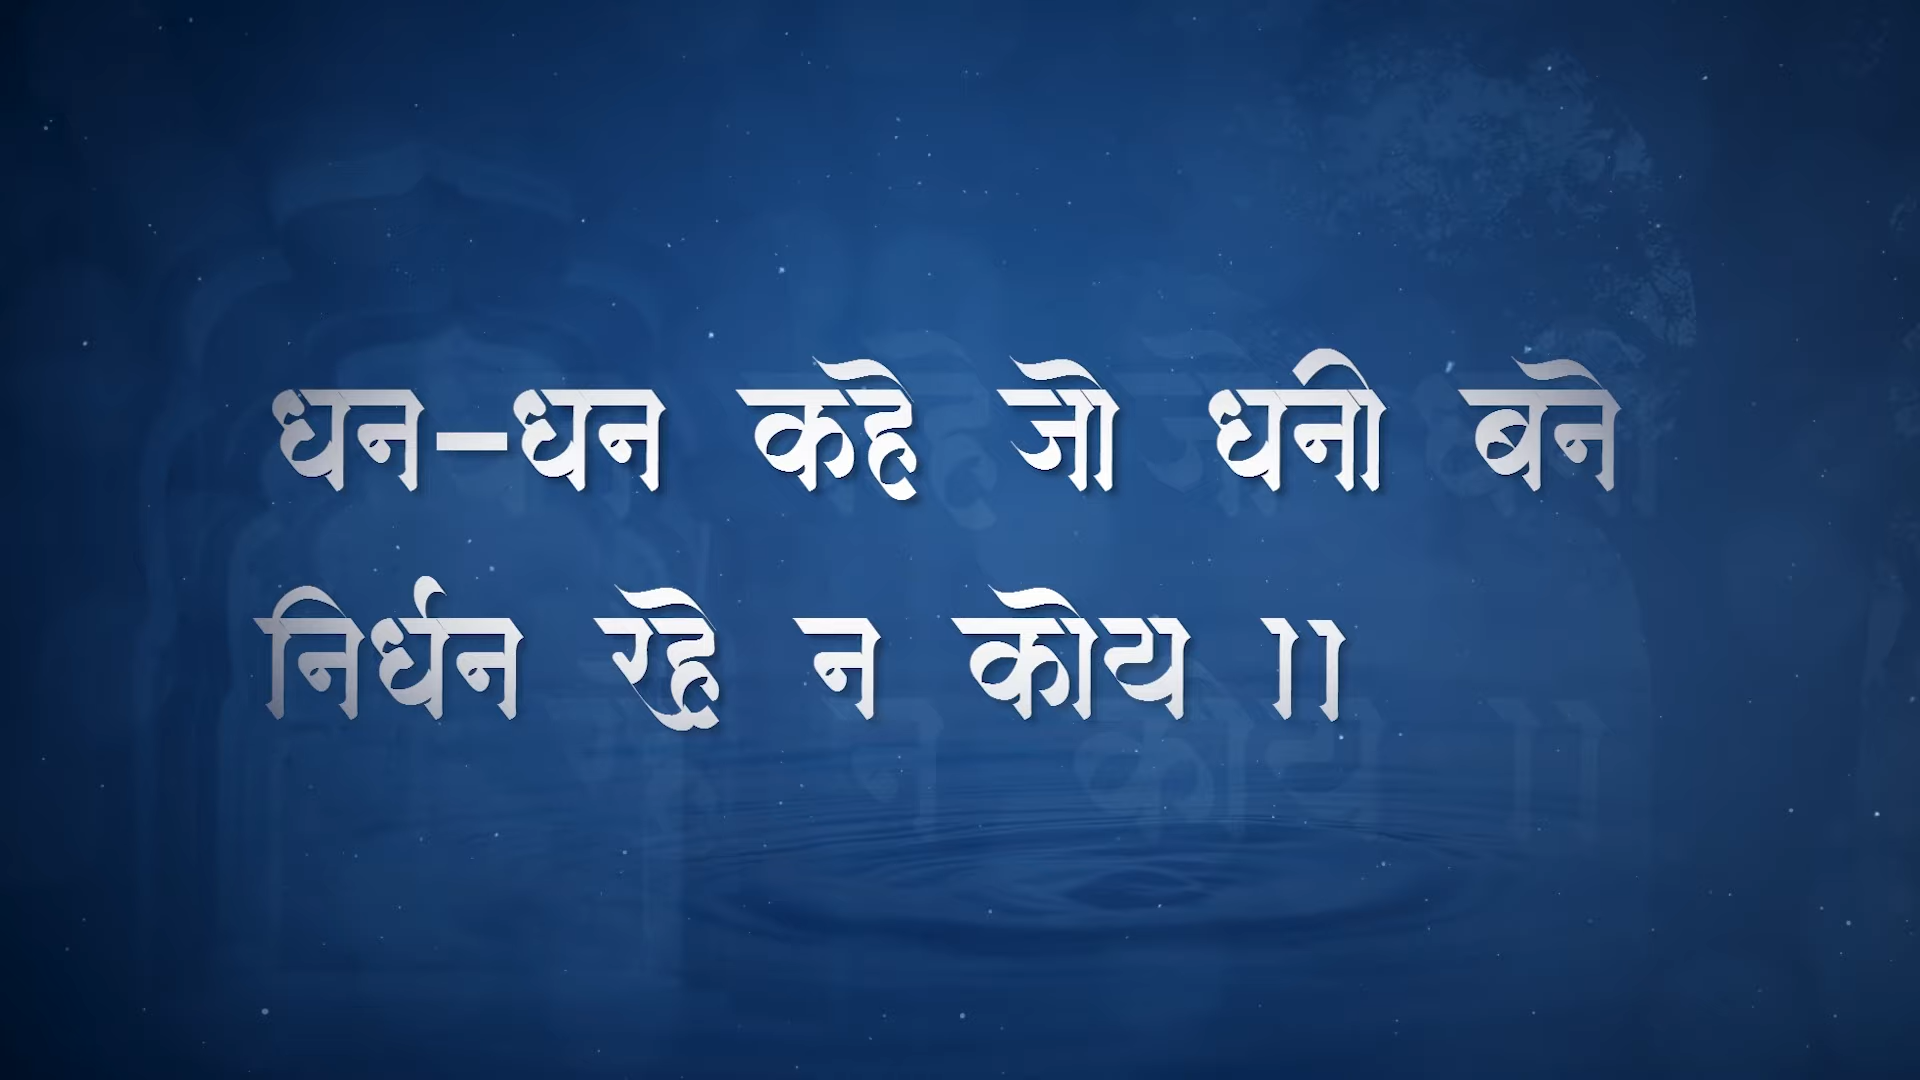 धन-धन कहे जो धनी बने
निर्धन रहे न कोय ।।